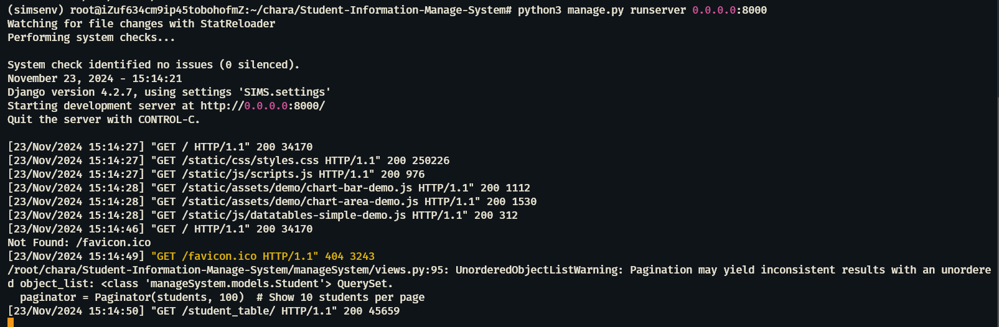 (simsenv) root@iZuf634cm9ip45tobohofmZ:~/chara/Student-Information-Manage-System# python3 manage.py runserver 0.0.0.0:8000
Watching for file changes with StatReloader
Performing system checks...
System check identified no issues (0 silenced).
November 23, 2024 - 15:14:21
Django version 4.2.7, using settings 'SIMS.settings'
Starting development server at http://0.0.0.0:8000/
Quit the server with CONTROL-C.
[23/Nov/2024 15:14:27] "GET / HTTP/1.1" 200 34170
[23/Nov/2024 15:14:27] "GET /static/css/styles.css HTTP/1.1" 200 250226
[23/Nov/2024 15:14:27] "GET /static/js/scripts.js HTTP/1.1" 200 976
[23/Nov/2024 15:14:28] "GET /static/assets/demo/chart-bar-demo.js HTTP/1.1" 200 1112
[23/Nov/2024 15:14:28] "GET /static/assets/demo/chart-area-demo.js HTTP/1.1" 200 1530
[23/Nov/2024 15:14:28] "GET /static/js/datatables-simple-demo.js HTTP/1.1" 200 312
[23/Nov/2024 15:14:46] "GET / HTTP/1.1" 200 34170
Not Found: /favicon.ico
[23/Nov/2024 15:14:49] "GET /favicon.ico HTTP/1.1" 404 3243
/root/chara/Student-Information-Manage-System/manageSystem/views.py:95: UnorderedObjectListWarning: Pagination may yield inconsistent results with an unordere
d object_list: <class 'manageSystem.models.Student'> QuerySet.
  paginator = Paginator(students, 100)  # Show 10 students per page
[23/Nov/2024 15:14:50] "GET /student_table/ HTTP/1.1" 200 45659